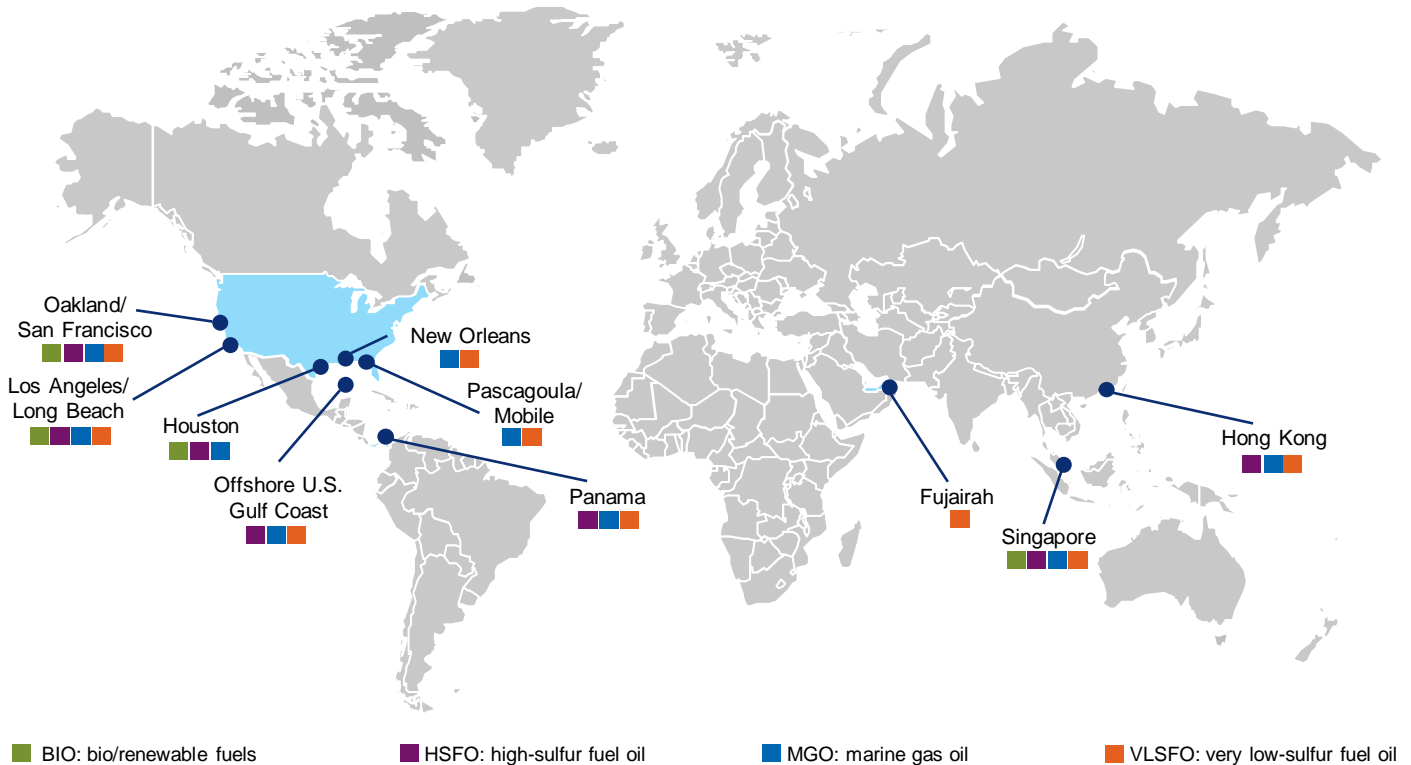 Oakland/
San Francisco
Los Angeles/
Long Beach
Houston
Offshore U.S.
Gulf Coast
New Orleans
Pascagoula/
Mobile
Panama
Fujairah
Singapore
Hong Kong
BIO: bio/renewable fuels
HSFO: high-sulfur fuel oil
MGO: marine gas oil
VLSFO: very low-sulfur fuel oil